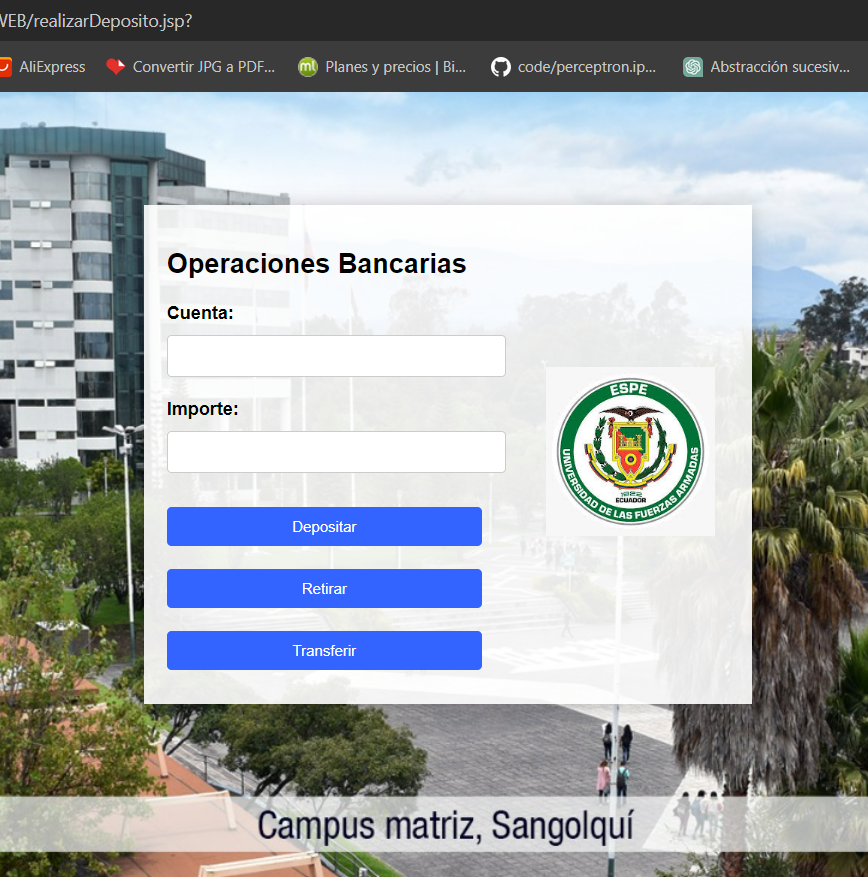 WEB/realizarDeposito.jsp?
AliExpress
Convertir JPG a PDF...
Planes y precios | Bi...
code/perceptron.ip...
Abstracción sucesiv...
Operaciones Bancarias
Cuenta:
Importe:
ESPE
UNIVERSIDAD DE LAS FUERZAS ARMADAS
1922
ECUADOR
Depositar
Retirar
Transferir
Campus matriz, Sangolquí